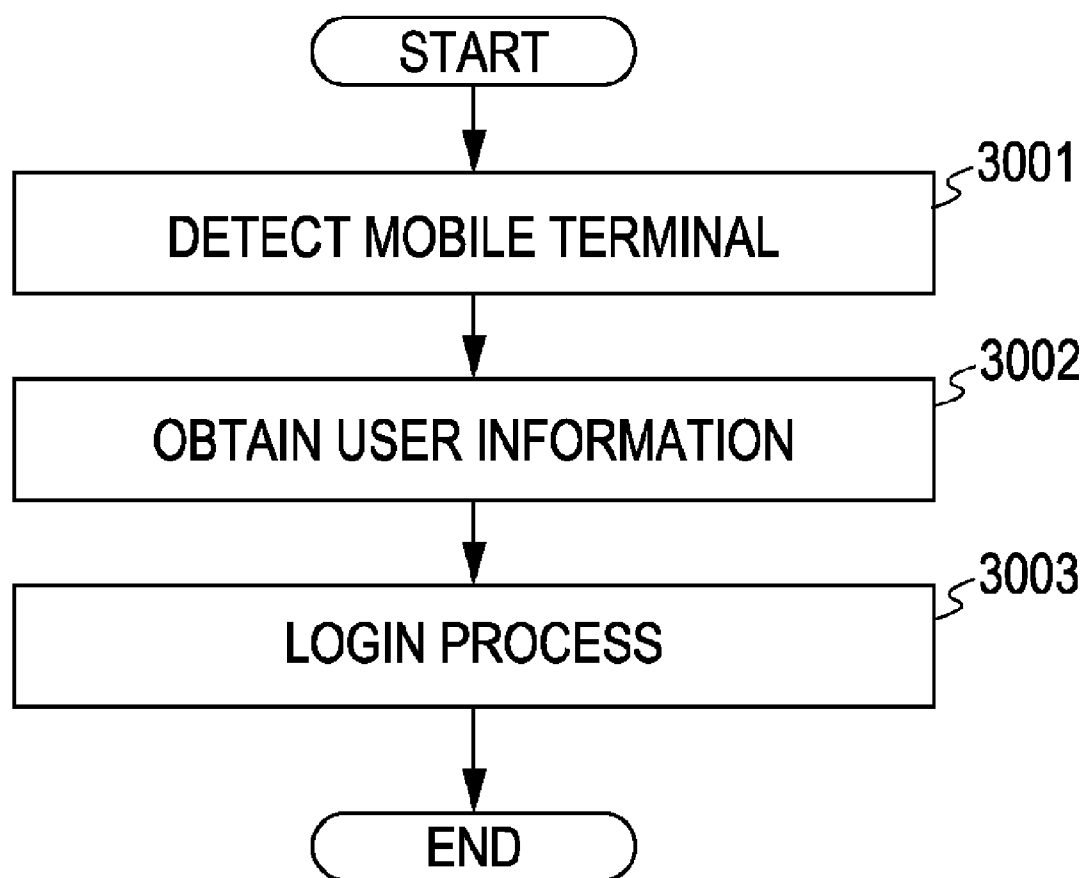 START
3001
DETECT MOBILE TERMINAL
3002
OBTAIN USER INFORMATION
3003
LOGIN PROCESS
END